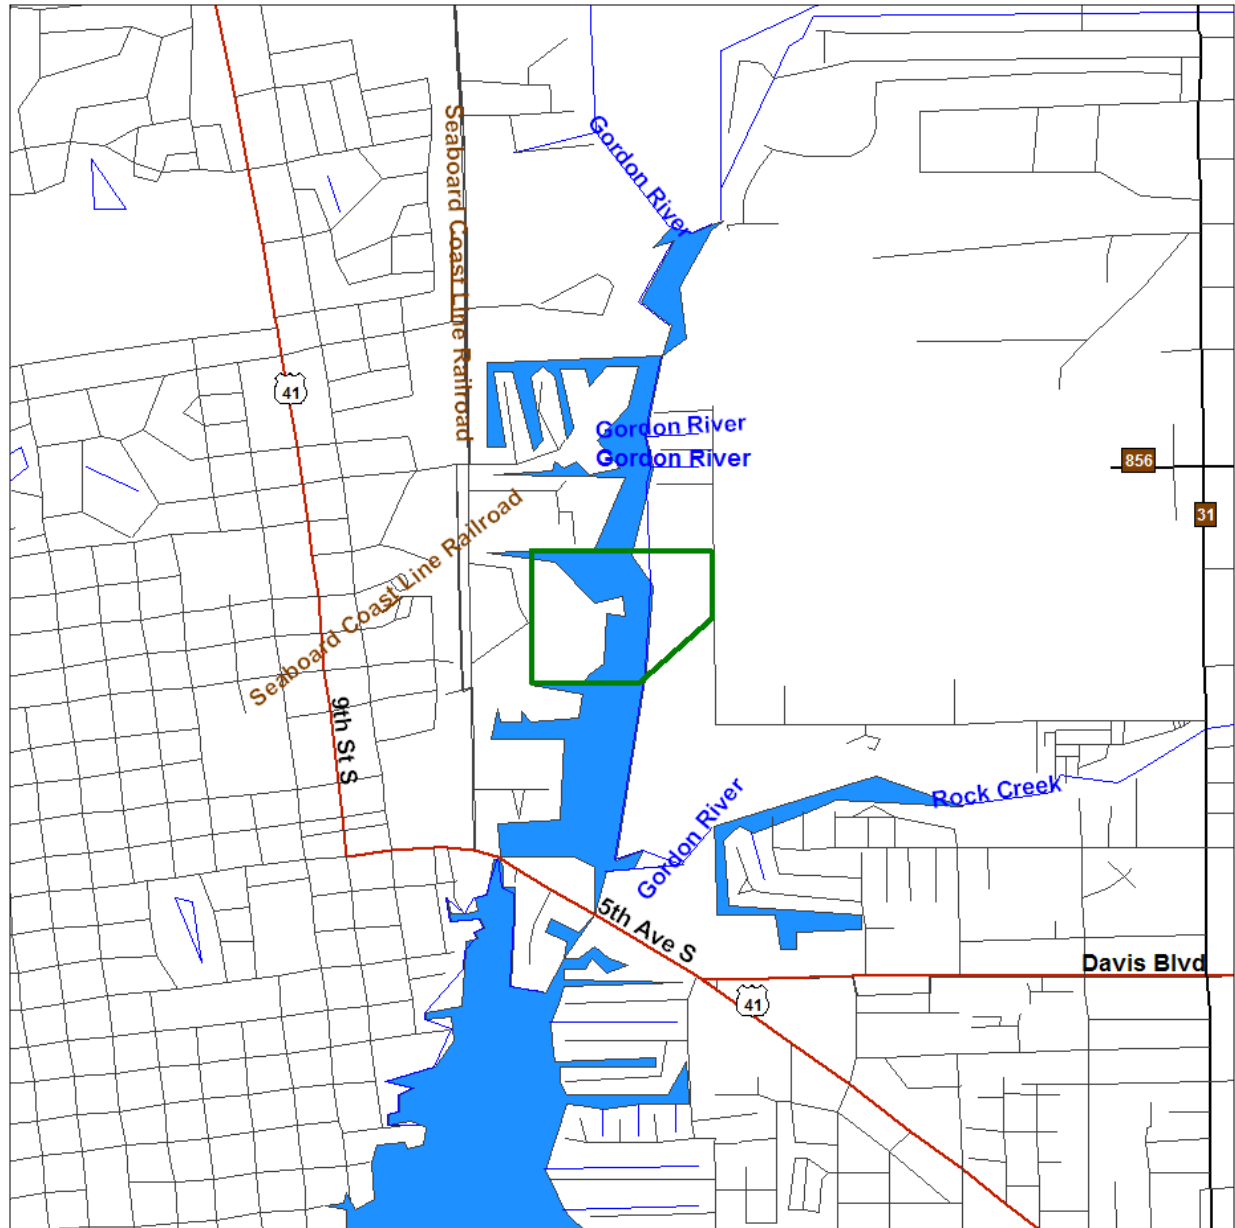 Gordon River
Seaboard Coast Line Railroad
41
Gordon River
Gordon River
856
31
Seaboard Coast Line Railroad
9th St S
Rock Creek
Gordon River
5th Ave S
Davis Blvd
41